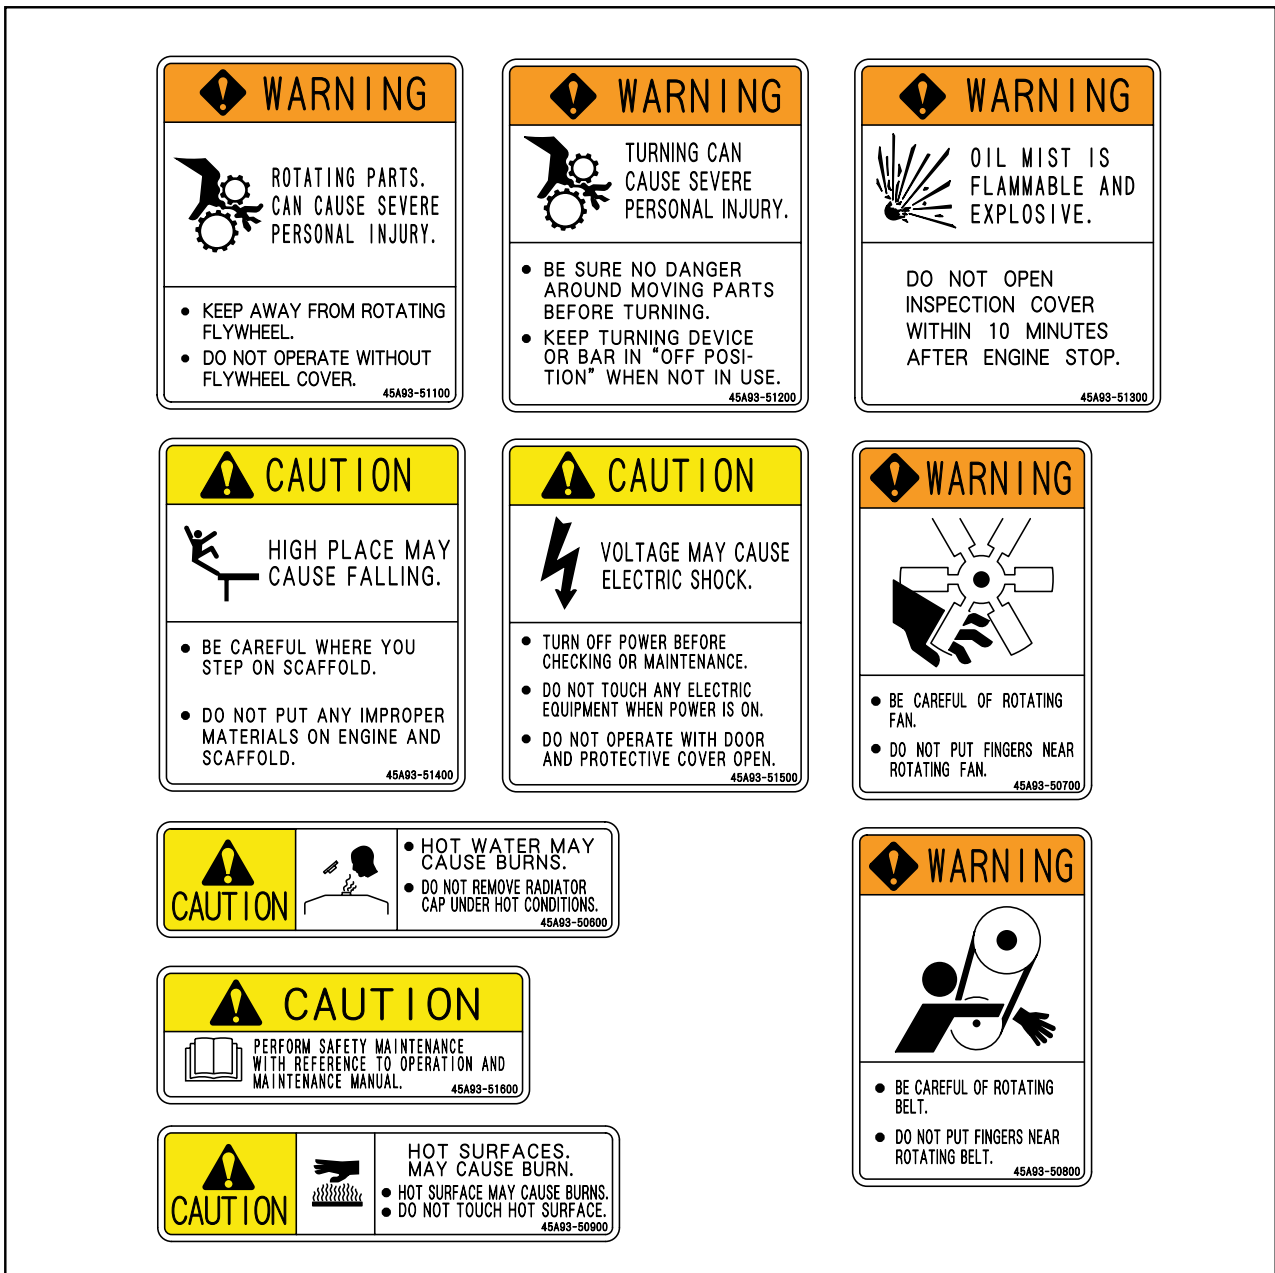 WARNING
ROTATING PARTS.
CAN CAUSE SEVERE
PERSONAL INJURY.
• KEEP AWAY FROM ROTATING
FLYWHEEL.
• DO NOT OPERATE WITHOUT
FLYWHEEL COVER.
45A93-51100
WARNING
TURNING CAN
CAUSE SEVERE
PERSONAL INJURY.
• BE SURE NO DANGER
AROUND MOVING PARTS
BEFORE TURNING.
• KEEP TURNING DEVICE
OR BAR IN “OFF POSI-
TION” WHEN NOT IN USE.
45A93-51200
WARNING
OIL MIST IS
FLAMMABLE AND
EXPLOSIVE.
DO NOT OPEN
INSPECTION COVER
WITHIN 10 MINUTES
AFTER ENGINE STOP.
45A93-51300
CAUTION
HIGH PLACE MAY
CAUSE FALLING.
• BE CAREFUL WHERE YOU
STEP ON SCAFFOLD.
• DO NOT PUT ANY IMPROPER
MATERIALS ON ENGINE AND
SCAFFOLD.
45A93-51400
CAUTION
VOLTAGE MAY CAUSE
ELECTRIC SHOCK.
• TURN OFF POWER BEFORE
CHECKING OR MAINTENANCE.
• DO NOT TOUCH ANY ELECTRIC
EQUIPMENT WHEN POWER IS ON.
• DO NOT OPERATE WITH DOOR
AND PROTECTIVE COVER OPEN.
45A93-51500
WARNING
• BE CAREFUL OF ROTATING
FAN.
• DO NOT PUT FINGERS NEAR
ROTATING FAN.
45A93-50700
CAUTION
• HOT WATER MAY
CAUSE BURNS.
• DO NOT REMOVE RADIATOR
CAP UNDER HOT CONDITIONS.
45A93-50600
WARNING
• BE CAREFUL OF ROTATING
BELT.
• DO NOT PUT FINGERS NEAR
ROTATING BELT.
45A93-50800
CAUTION
PERFORM SAFETY MAINTENANCE
WITH REFERENCE TO OPERATION AND
MAINTENANCE MANUAL.
45A93-51600
CAUTION
HOT SURFACES.
MAY CAUSE BURN.
• HOT SURFACE MAY CAUSE BURNS.
• DO NOT TOUCH HOT SURFACE.
45A93-50900